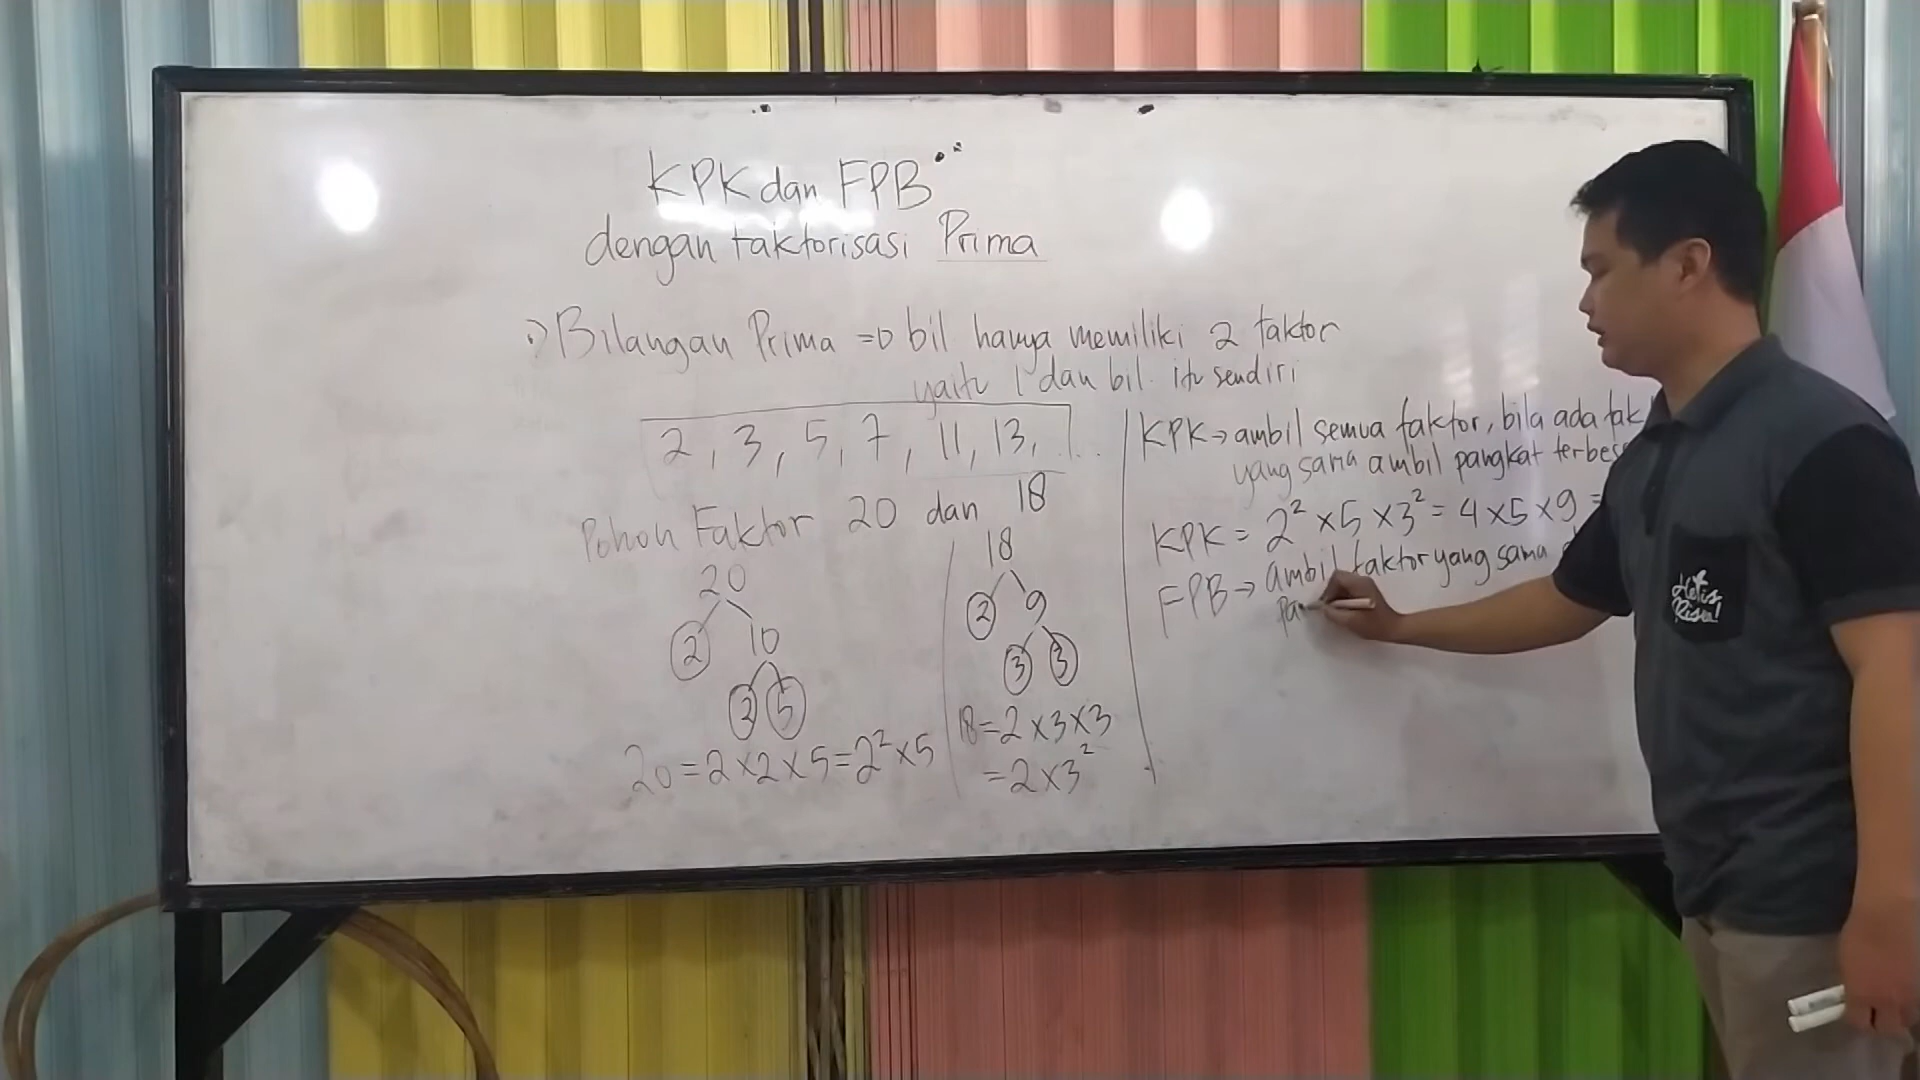 KPK dan FPB
dengan faktorisasi Prima
Bilangan Prima => bil hanya memiliki 2 faktor
yaitu 1 dan bil. itu sendiri
2, 3, 5, 7, 11, 13, ...
Pohon Faktor 20 dan 18
20
2 10
2 5
20 = 2 x 2 x 5 = 2² x 5
18
2 9
3 3
18 = 2 x 3 x 3
= 2 x 3²
KPK → ambil semua faktor, bila ada fak
yang sama ambil pangkat terbes
KPK = 2² x 5 x 3² = 4 x 5 x 9 =
FPB → ambil faktor yang sama
pa